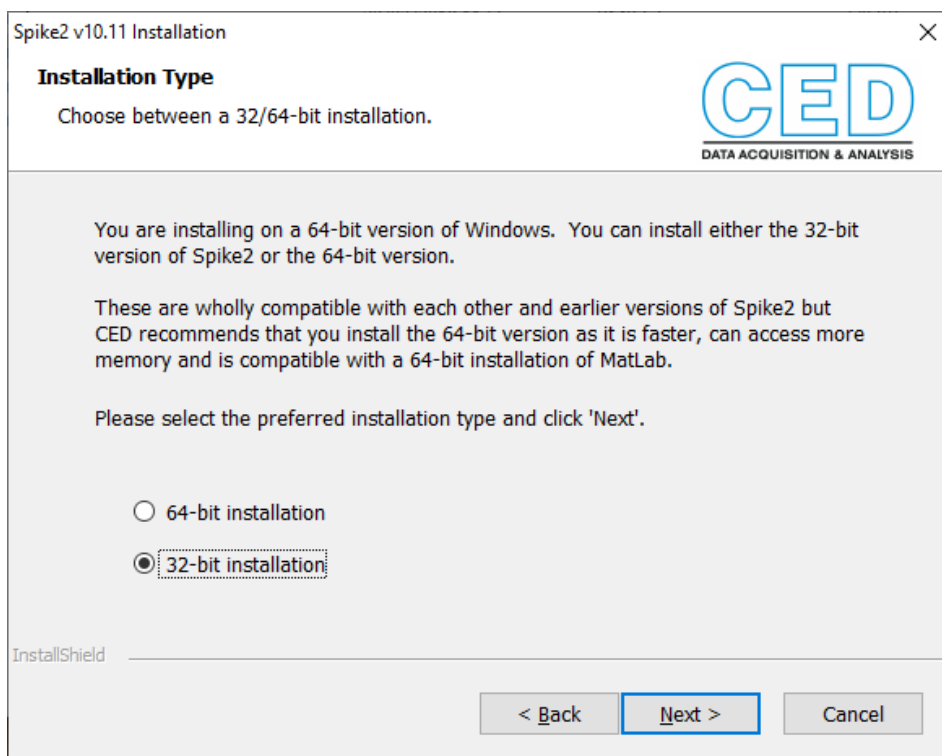 Spike2 v10.11 Installation
Installation Type
Choose between a 32/64-bit installation.
CED
DATA ACQUISITION & ANALYSIS
You are installing on a 64-bit version of Windows.  You can install either the 32-bit
version of Spike2 or the 64-bit version.
These are wholly compatible with each other and earlier versions of Spike2 but
CED recommends that you install the 64-bit version as it is faster, can access more
memory and is compatible with a 64-bit installation of MatLab.
Please select the preferred installation type and click 'Next'.
64-bit installation
32-bit installation
InstallShield
< Back
Next >
Cancel